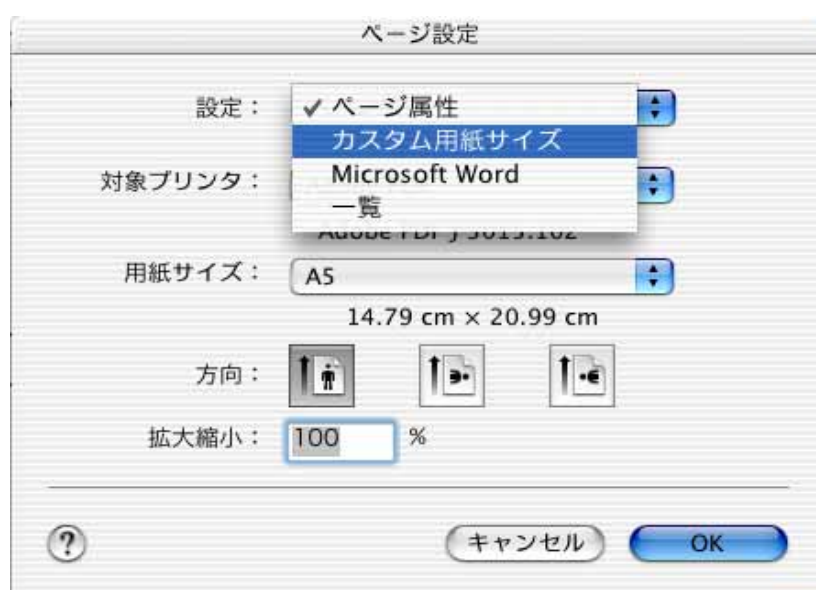 ページ設定
設定：
✓ ページ属性
カスタム用紙サイズ
Microsoft Word
一覧
対象プリンタ：
用紙サイズ：
A5
14.79 cm × 20.99 cm
方向：
拡大縮小：
100 %
?
キャンセル
OK